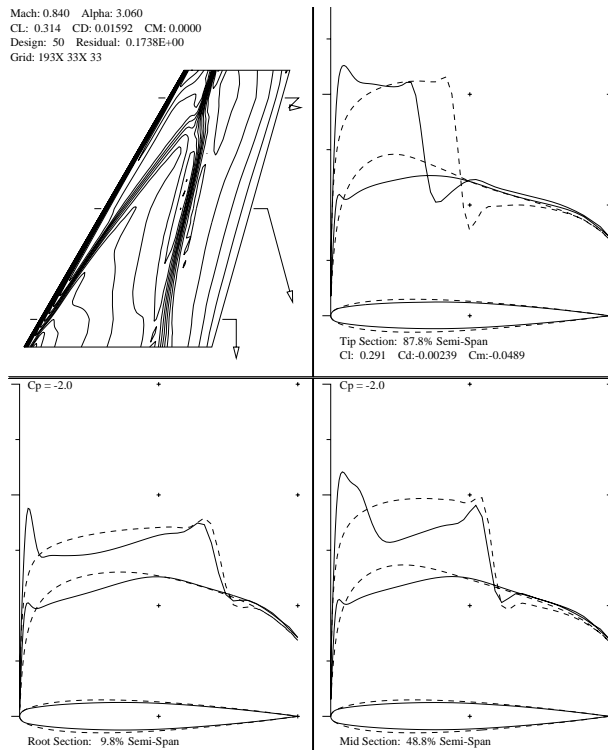 Mach: 0.840 Alpha: 3.060
CL: 0.314 CD: 0.01592 CM: 0.0000
Design: 50 Residual: 0.1738E+00
Grid: 193X 33X 33
Tip Section: 87.8% Semi-Span
Cl: 0.291 Cd:-0.00239 Cm:-0.0489
Cp = -2.0
Root Section: 9.8% Semi-Span
Cp = -2.0
Mid Section: 48.8% Semi-Span